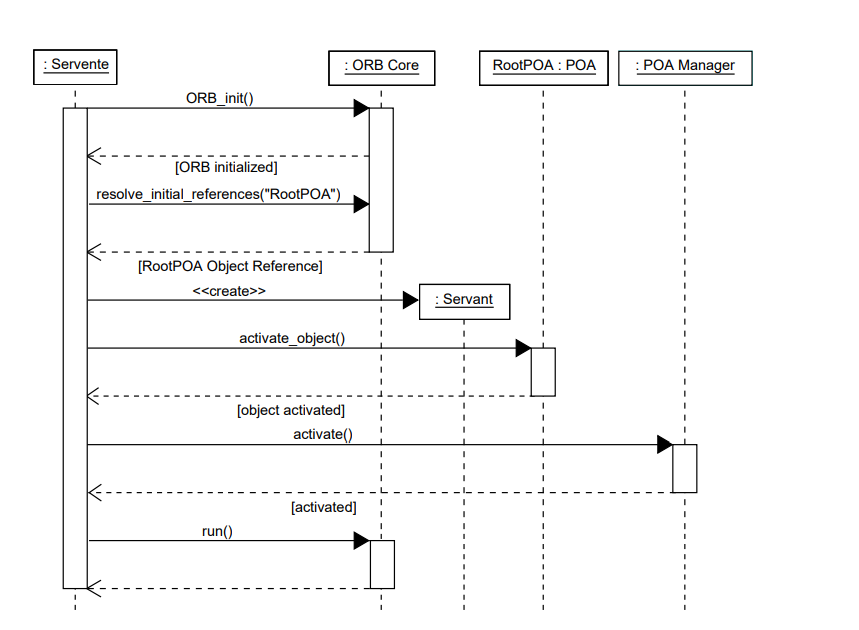 : Servente
: ORB Core
RootPOA : POA
: POA Manager
ORB_init()
[ORB initialized]
resolve_initial_references("RootPOA")
[RootPOA Object Reference]
<<create>>
: Servant
activate_object()
[object activated]
activate()
[activated]
run()